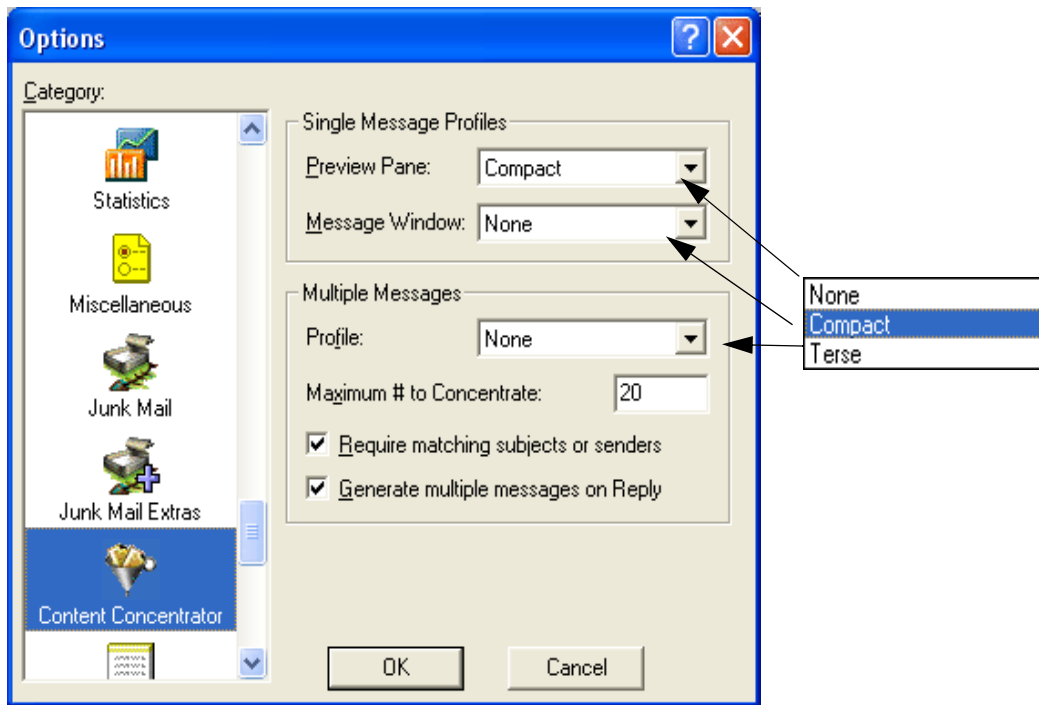 Options
Category:
Statistics
Miscellaneous
Junk Mail
Junk Mail Extras
Content Concentrator
Single Message Profiles
Preview Pane: Compact
Message Window: None
Multiple Messages
Profile: None
Maximum # to Concentrate: 20
Require matching subjects or senders
Generate multiple messages on Reply
OK Cancel
None
Compact
Terse